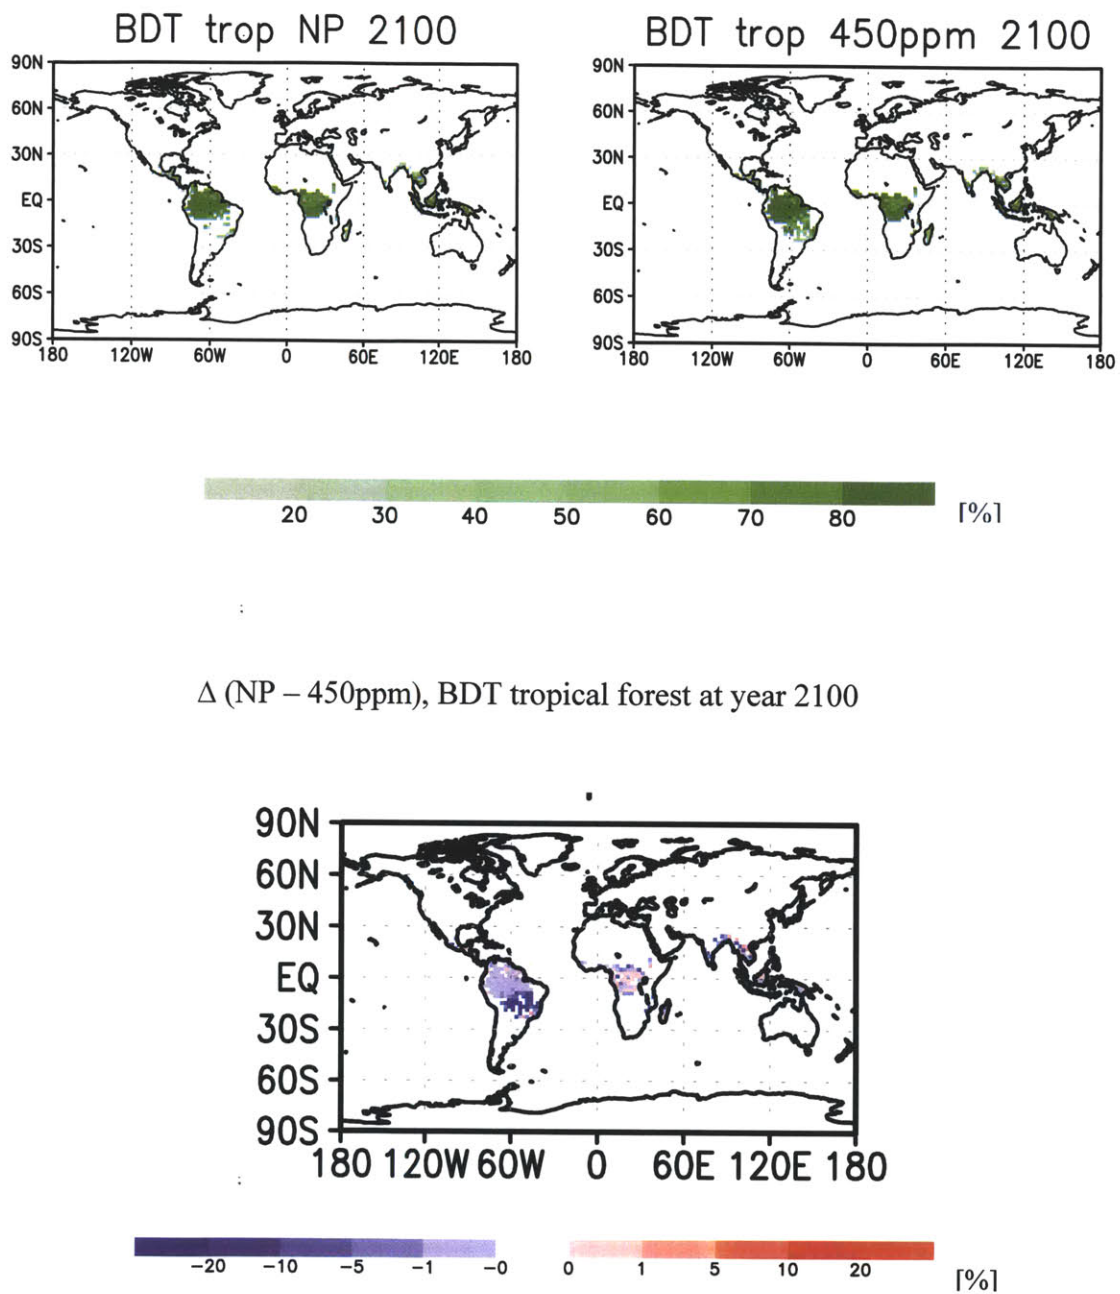 BDT trop NP 2100
BDT trop 450ppm 2100
90N
60N
30N
EQ
30S
60S
90S
180 120W 60W 0 60E 120E 180
90N
60N
30N
EQ
30S
60S
90S
180 120W 60W 0 60E 120E 180
20 30 40 50 60 70 80 [%]
Δ (NP – 450ppm), BDT tropical forest at year 2100
90N
60N
30N
EQ
30S
60S
90S
180 120W 60W 0 60E 120E 180
−20 −10 −5 −1 −0 0 1 5 10 20 [%]